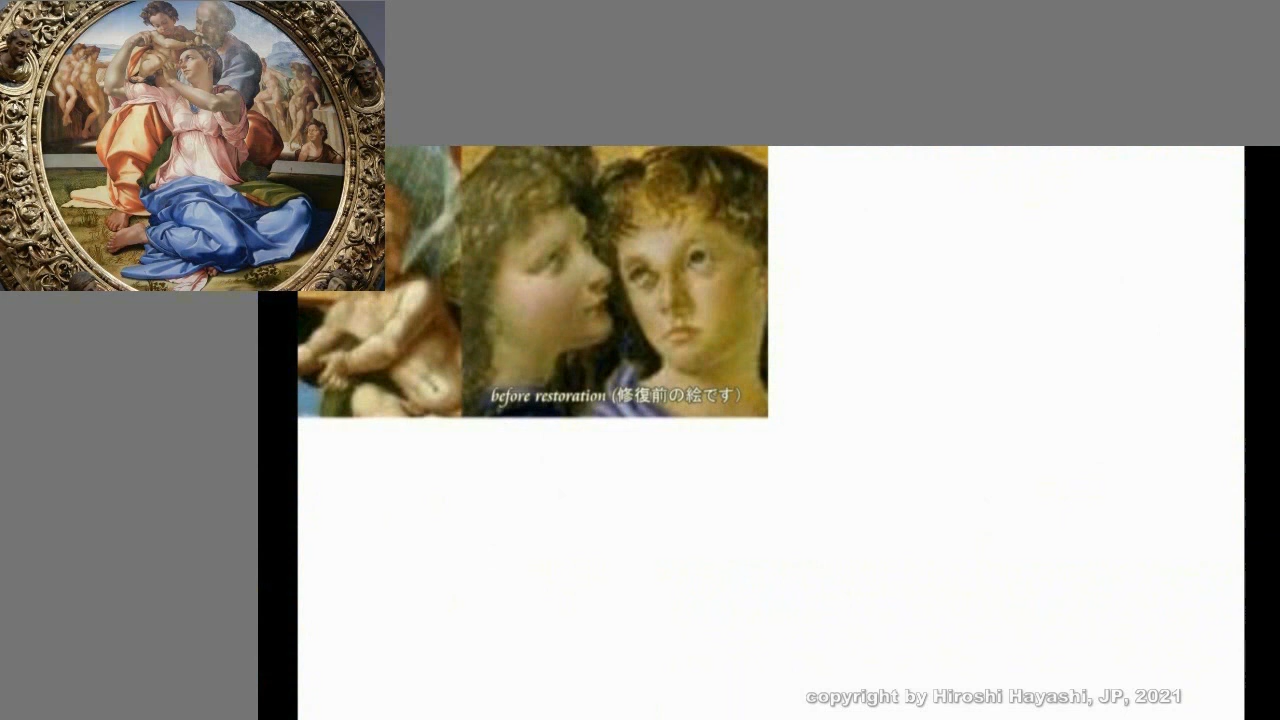 before restoration (修復前の絵です)
copyright by Hiroshi Hayashi, JP, 2021